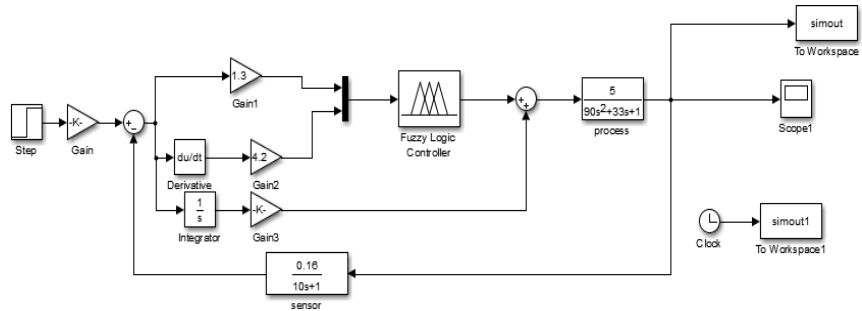 simout
To Workspace
1.3
Gain1
5
90s²+33s+1
process
Scope1
Step
-K-
Gain
Fuzzy Logic
Controller
du/dt
Derivative
4.2
Gain2
1
s
Integrator
-K-
Gain3
Clock
simout1
To Workspace1
0.16
10s+1
sensor